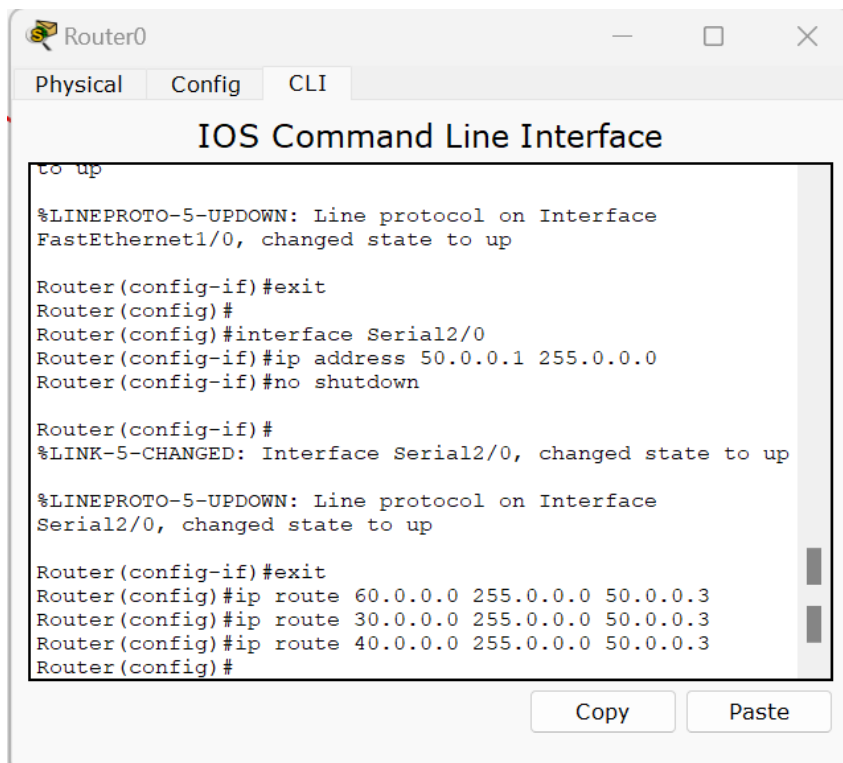 Router0
Physical Config CLI
IOS Command Line Interface
to up
%LINEPROTO-5-UPDOWN: Line protocol on Interface
FastEthernet1/0, changed state to up
Router(config-if)#exit
Router(config)#
Router(config)#interface Serial2/0
Router(config-if)#ip address 50.0.0.1 255.0.0.0
Router(config-if)#no shutdown
Router(config-if)#
%LINK-5-CHANGED: Interface Serial2/0, changed state to up
%LINEPROTO-5-UPDOWN: Line protocol on Interface
Serial2/0, changed state to up
Router(config-if)#exit
Router(config)#ip route 60.0.0.0 255.0.0.0 50.0.0.3
Router(config)#ip route 30.0.0.0 255.0.0.0 50.0.0.3
Router(config)#ip route 40.0.0.0 255.0.0.0 50.0.0.3
Router(config)#
Copy Paste